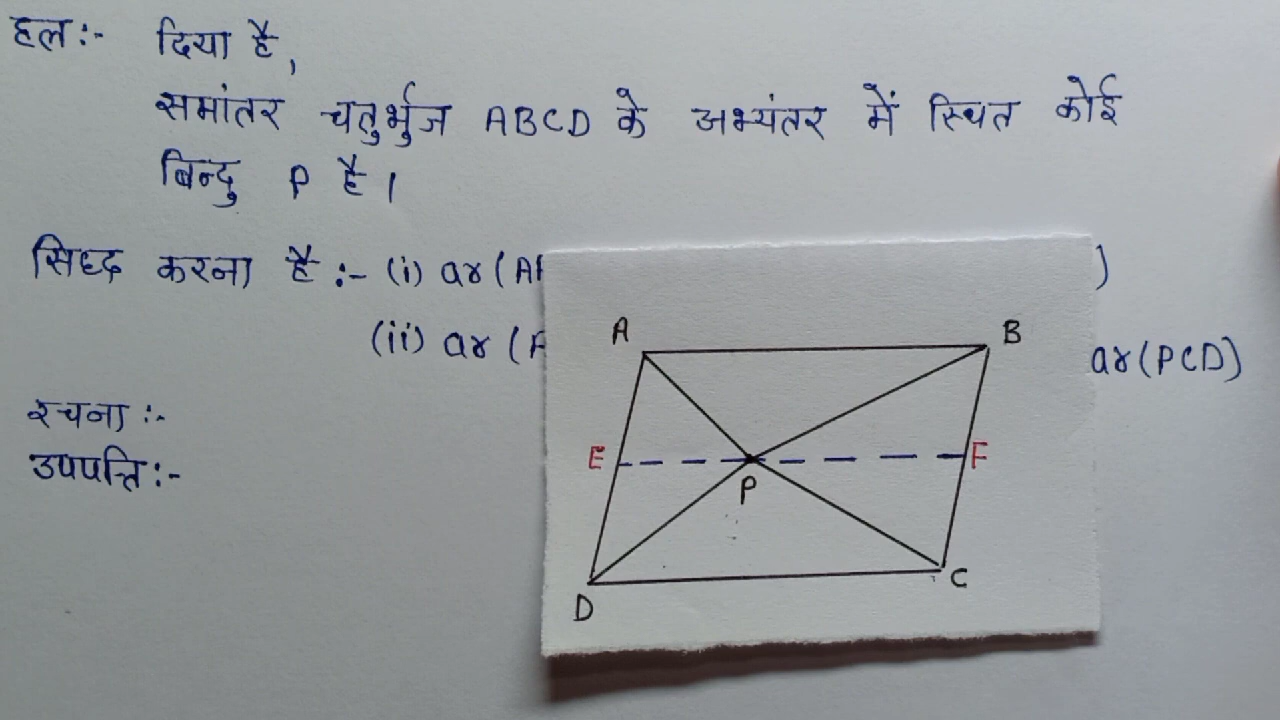 हल :- दिया है,
समांतर चतुर्भुज ABCD के अभ्यंतर में स्थित कोई
बिन्दु P है।
सिध्द करना है :- (i) ar( )
(ii) ar( ar(PCD)
रचना :-
उपपत्ति :-
A
B
E
F
P
D
C